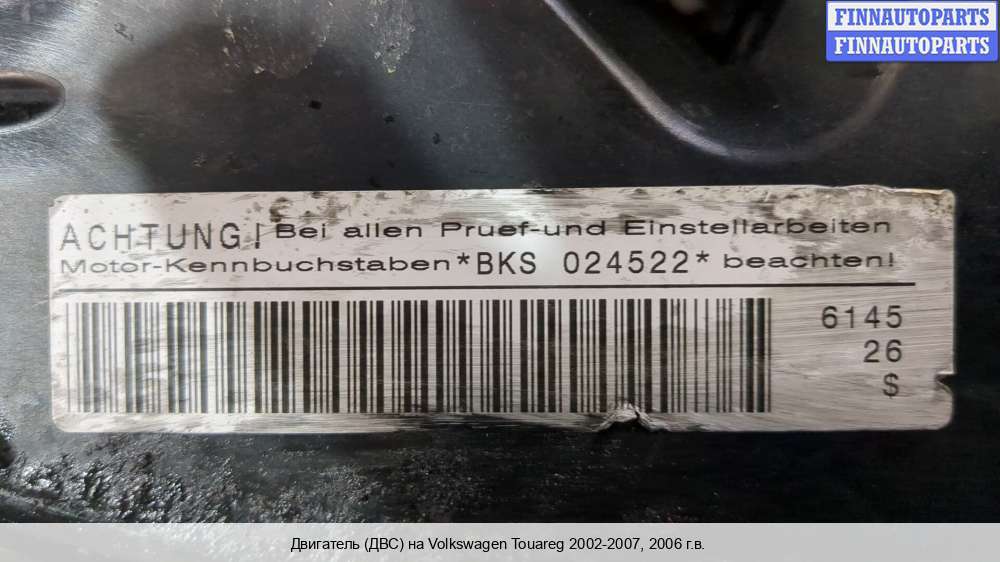 FINNAUTOPARTS
FINNAUTOPARTS
ACHTUNG! Bei allen Pruef-und Einstellarbeiten
Motor-Kennbuchstaben *BKS 024522* beachten!
6145
26
$
Двигатель (ДВС) на Volkswagen Touareg 2002-2007, 2006 г.в.